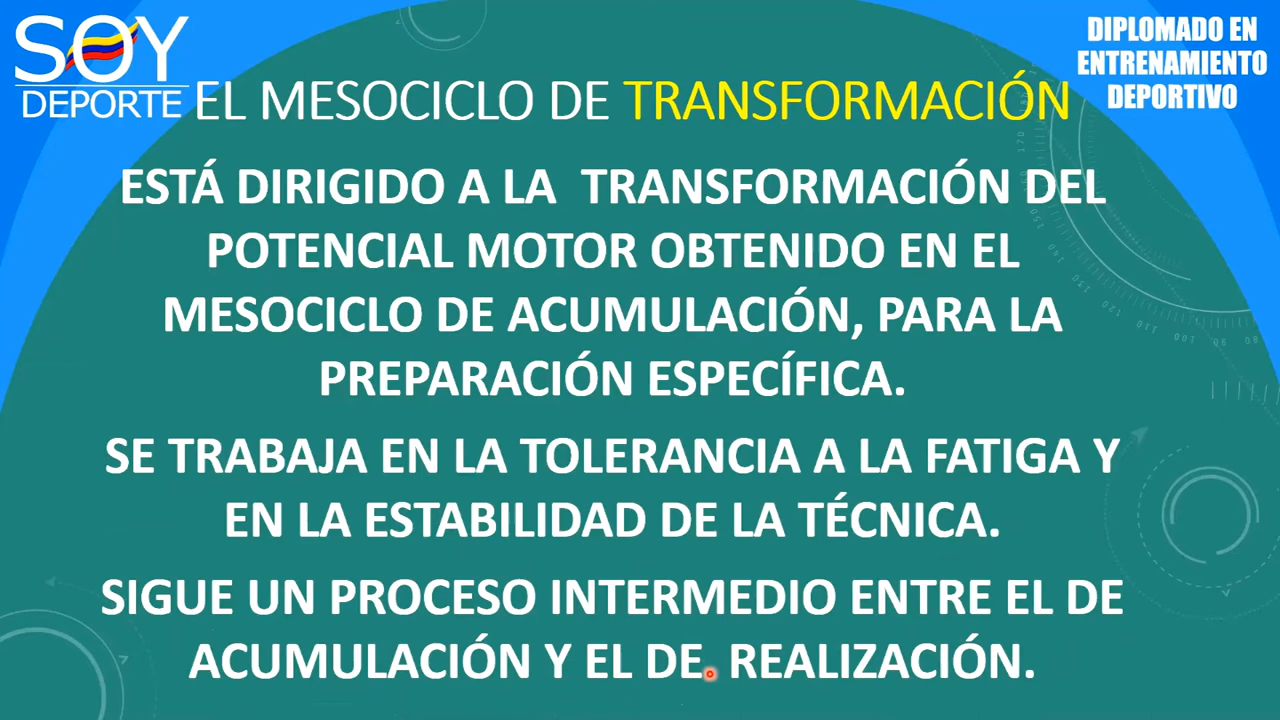 SOY
DEPORTE
DIPLOMADO EN
ENTRENAMIENTO
DEPORTIVO
EL MESOCICLO DE TRANSFORMACIÓN
ESTÁ DIRIGIDO A LA TRANSFORMACIÓN DEL
POTENCIAL MOTOR OBTENIDO EN EL
MESOCICLO DE ACUMULACIÓN, PARA LA
PREPARACIÓN ESPECÍFICA.
SE TRABAJA EN LA TOLERANCIA A LA FATIGA Y
EN LA ESTABILIDAD DE LA TÉCNICA.
SIGUE UN PROCESO INTERMEDIO ENTRE EL DE
ACUMULACIÓN Y EL DE REALIZACIÓN.